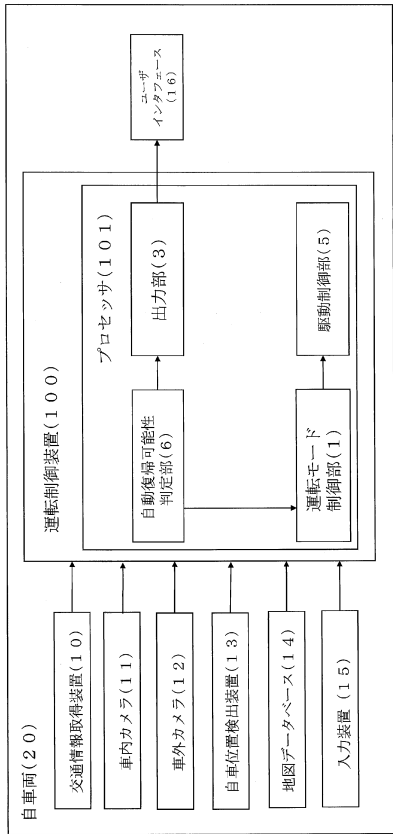 自車両(20)
交通情報取得装置(10)
車内カメラ(11)
車外カメラ(12)
自車位置検出装置(13)
地図データベース(14)
入力装置(15)
運転制御装置(100)
プロセッサ(101)
自動復帰可能性
判定部(6)
出力部(3)
運転モード
制御部(1)
駆動制御部(5)
ユーザ
インタフェース
(16)